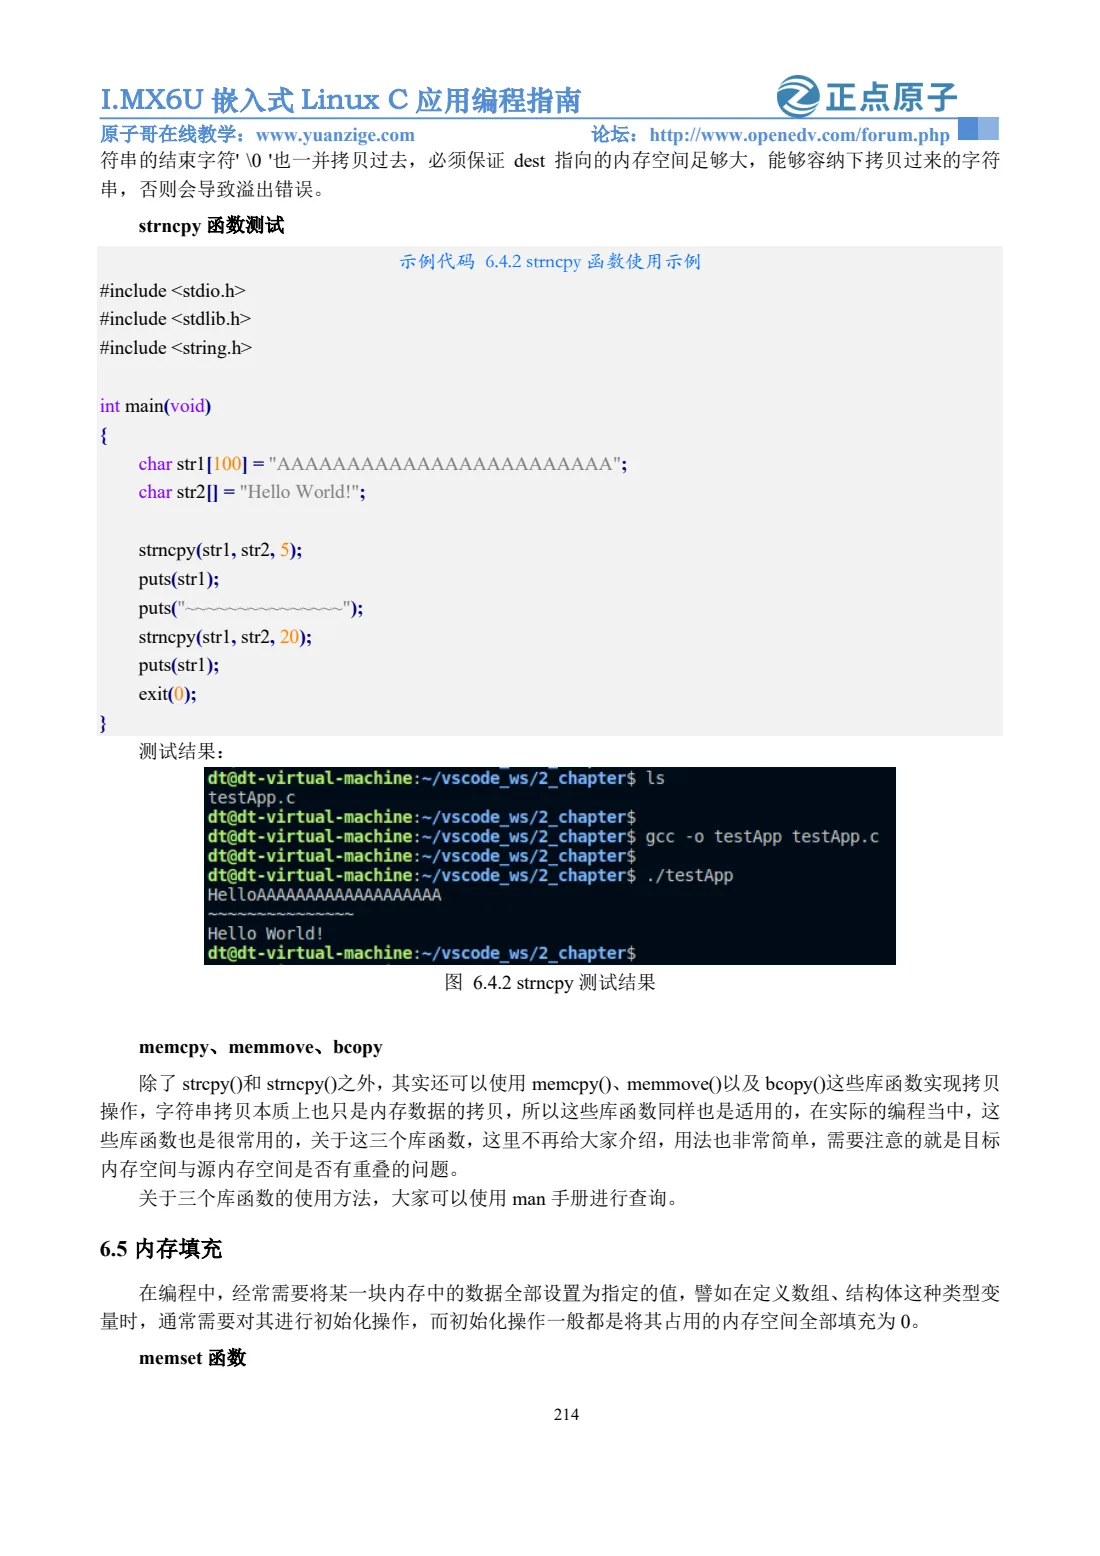 I.MX6U 嵌入式 Linux C 应用编程指南
正点原子
原子哥在线教学：www.yuanzige.com 论坛：http://www.openedv.com/forum.php
符串的结束字符' \0 '也一并拷贝过去，必须保证 dest 指向的内存空间足够大，能够容纳下拷贝过来的字符
串，否则会导致溢出错误。
strncpy 函数测试
示例代码 6.4.2 strncpy 函数使用示例
#include <stdio.h>
#include <stdlib.h>
#include <string.h>
int main(void)
{
char str1[100] = "AAAAAAAAAAAAAAAAAAAAAAAA";
char str2[] = "Hello World!";
strncpy(str1, str2, 5);
puts(str1);
puts("~~~~~~~~~~~~~~~");
strncpy(str1, str2, 20);
puts(str1);
exit(0);
}
测试结果：
dt@dt-virtual-machine:~/vscode_ws/2_chapter$ ls
testApp.c
dt@dt-virtual-machine:~/vscode_ws/2_chapter$
dt@dt-virtual-machine:~/vscode_ws/2_chapter$ gcc -o testApp testApp.c
dt@dt-virtual-machine:~/vscode_ws/2_chapter$
dt@dt-virtual-machine:~/vscode_ws/2_chapter$ ./testApp
HelloAAAAAAAAAAAAAAAAAAA
~~~~~~~~~~~~~~~
Hello World!
dt@dt-virtual-machine:~/vscode_ws/2_chapter$
图 6.4.2 strncpy 测试结果
memcpy、memmove、bcopy
除了 strcpy()和 strncpy()之外，其实还可以使用 memcpy()、memmove()以及 bcopy()这些库函数实现拷贝
操作，字符串拷贝本质上也只是内存数据的拷贝，所以这些库函数同样也是适用的，在实际的编程当中，这
些库函数也是很常用的，关于这三个库函数，这里不再给大家介绍，用法也非常简单，需要注意的就是目标
内存空间与源内存空间是否有重叠的问题。
关于三个库函数的使用方法，大家可以使用 man 手册进行查询。
6.5 内存填充
在编程中，经常需要将某一块内存中的数据全部设置为指定的值，譬如在定义数组、结构体这种类型变
量时，通常需要对其进行初始化操作，而初始化操作一般都是将其占用的内存空间全部填充为 0。
memset 函数
214